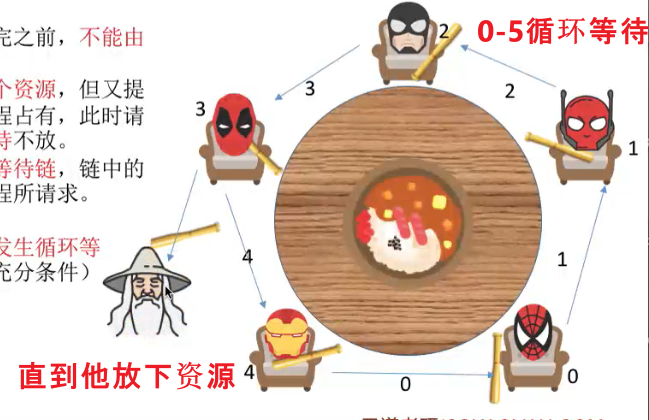 完之前，不能由
0-5循环等待
个资源，但又提
程占有，此时请
待不放。
等待链，链中的
程所请求。
发生循环等
充分条件）
直到他放下资源
2
3
2
3
1
4
1
4
0
0